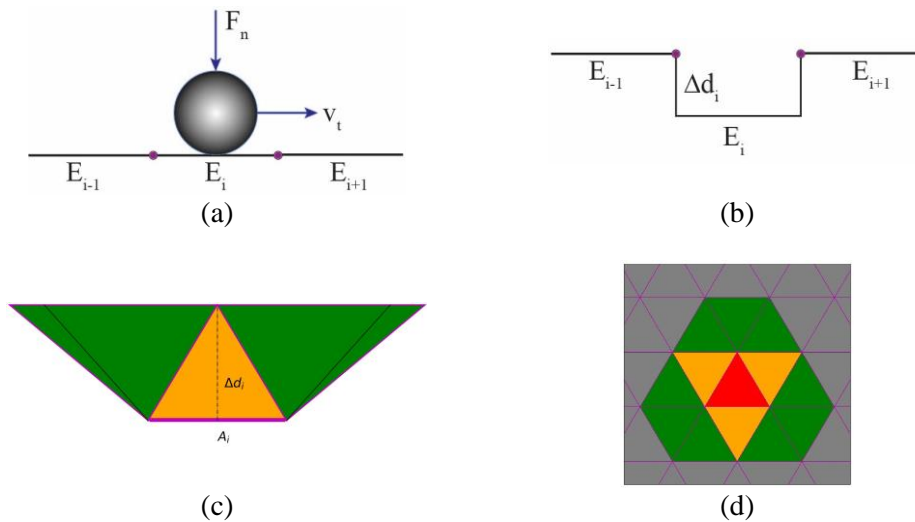 F_n
v_t
E_{i-1} E_i E_{i+1}
(a)
E_{i-1} Δd_i E_{i+1}
E_i
(b)
Δd_i
A_i
(c)
(d)